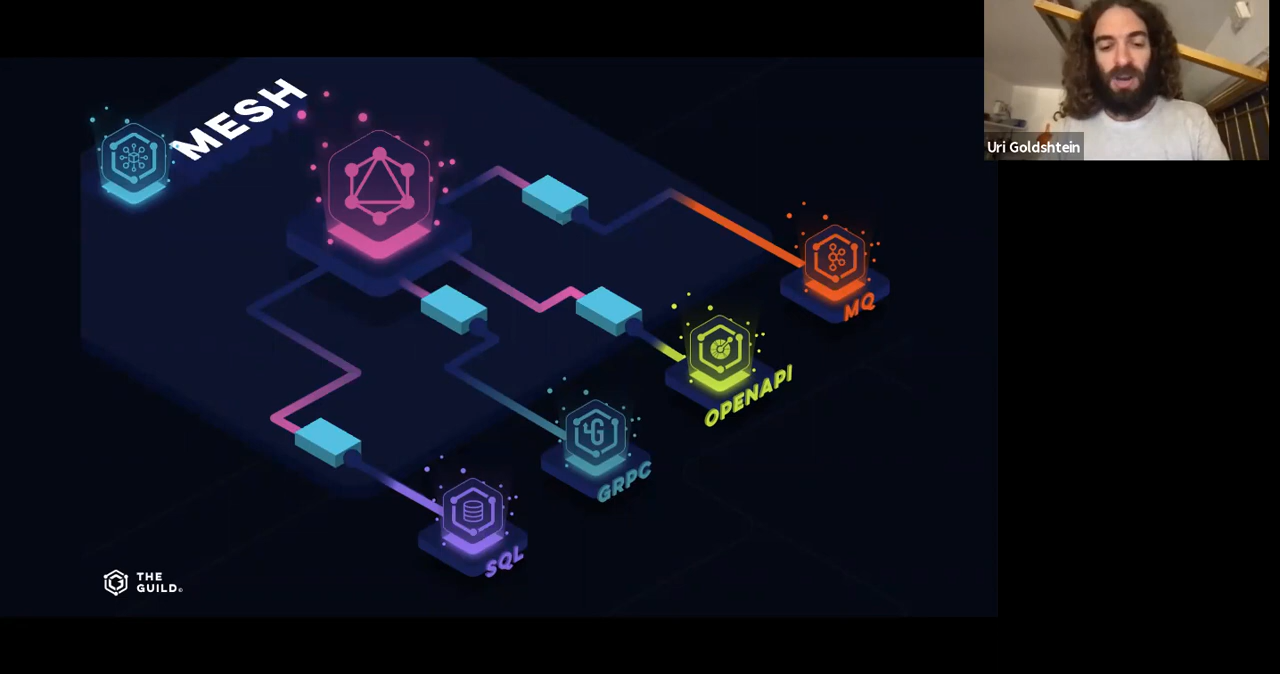 MESH
Uri Goldshtein
MQ
OPENAPI
GRPC
SQL
THE
GUILD